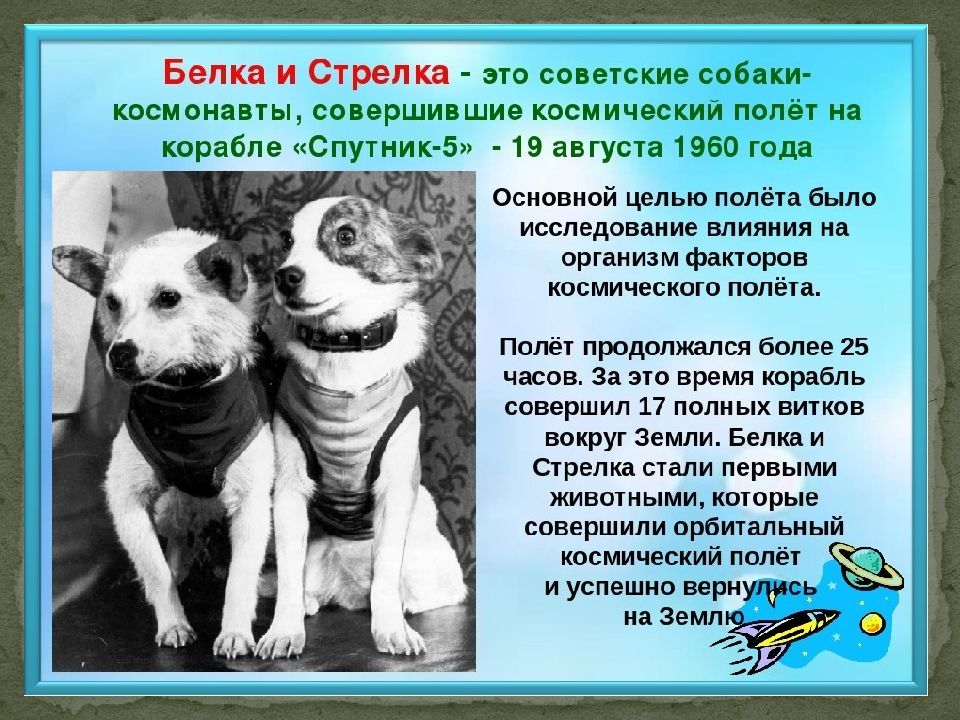 Белка и Стрелка - это советские собаки-
космонавты, совершившие космический полёт на
корабле «Спутник-5» - 19 августа 1960 года
Основной целью полёта было
исследование влияния на
организм факторов
космического полёта.
Полёт продолжался более 25
часов. За это время корабль
совершил 17 полных витков
вокруг Земли. Белка и
Стрелка стали первыми
животными, которые
совершили орбитальный
космический полёт
и успешно вернулись
на Землю